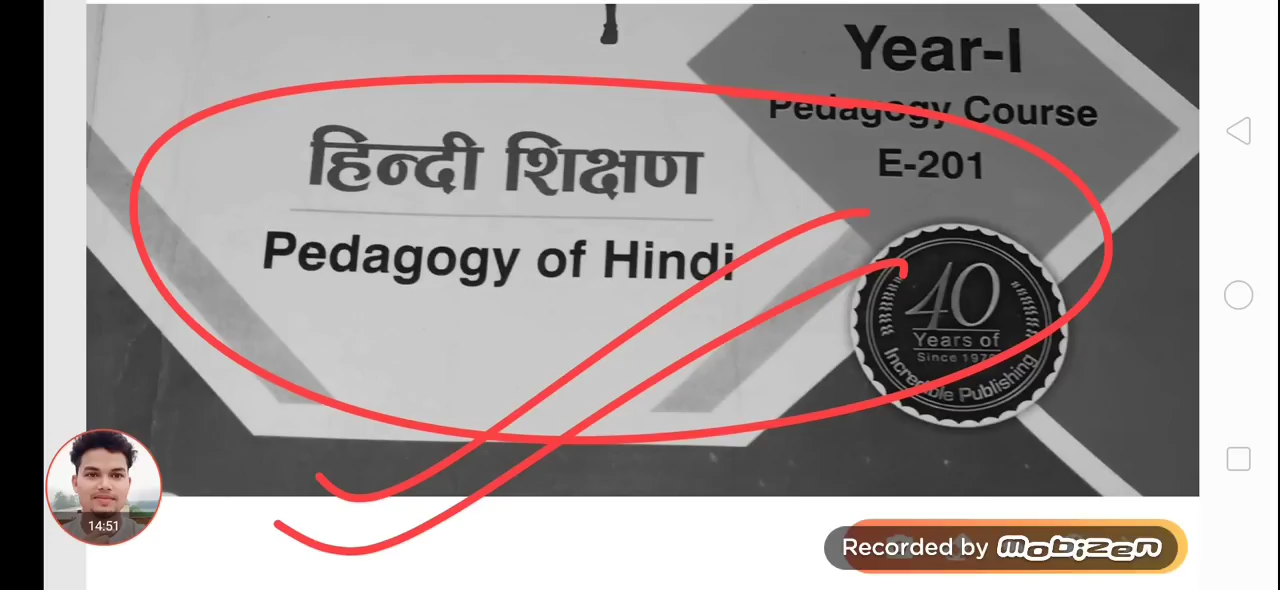 Year-I
Pedagogy Course
E-201
हिन्दी शिक्षण
Pedagogy of Hindi
40
Years of
Since 1978
Incredible Publishing
14:51
Recorded by mobizen